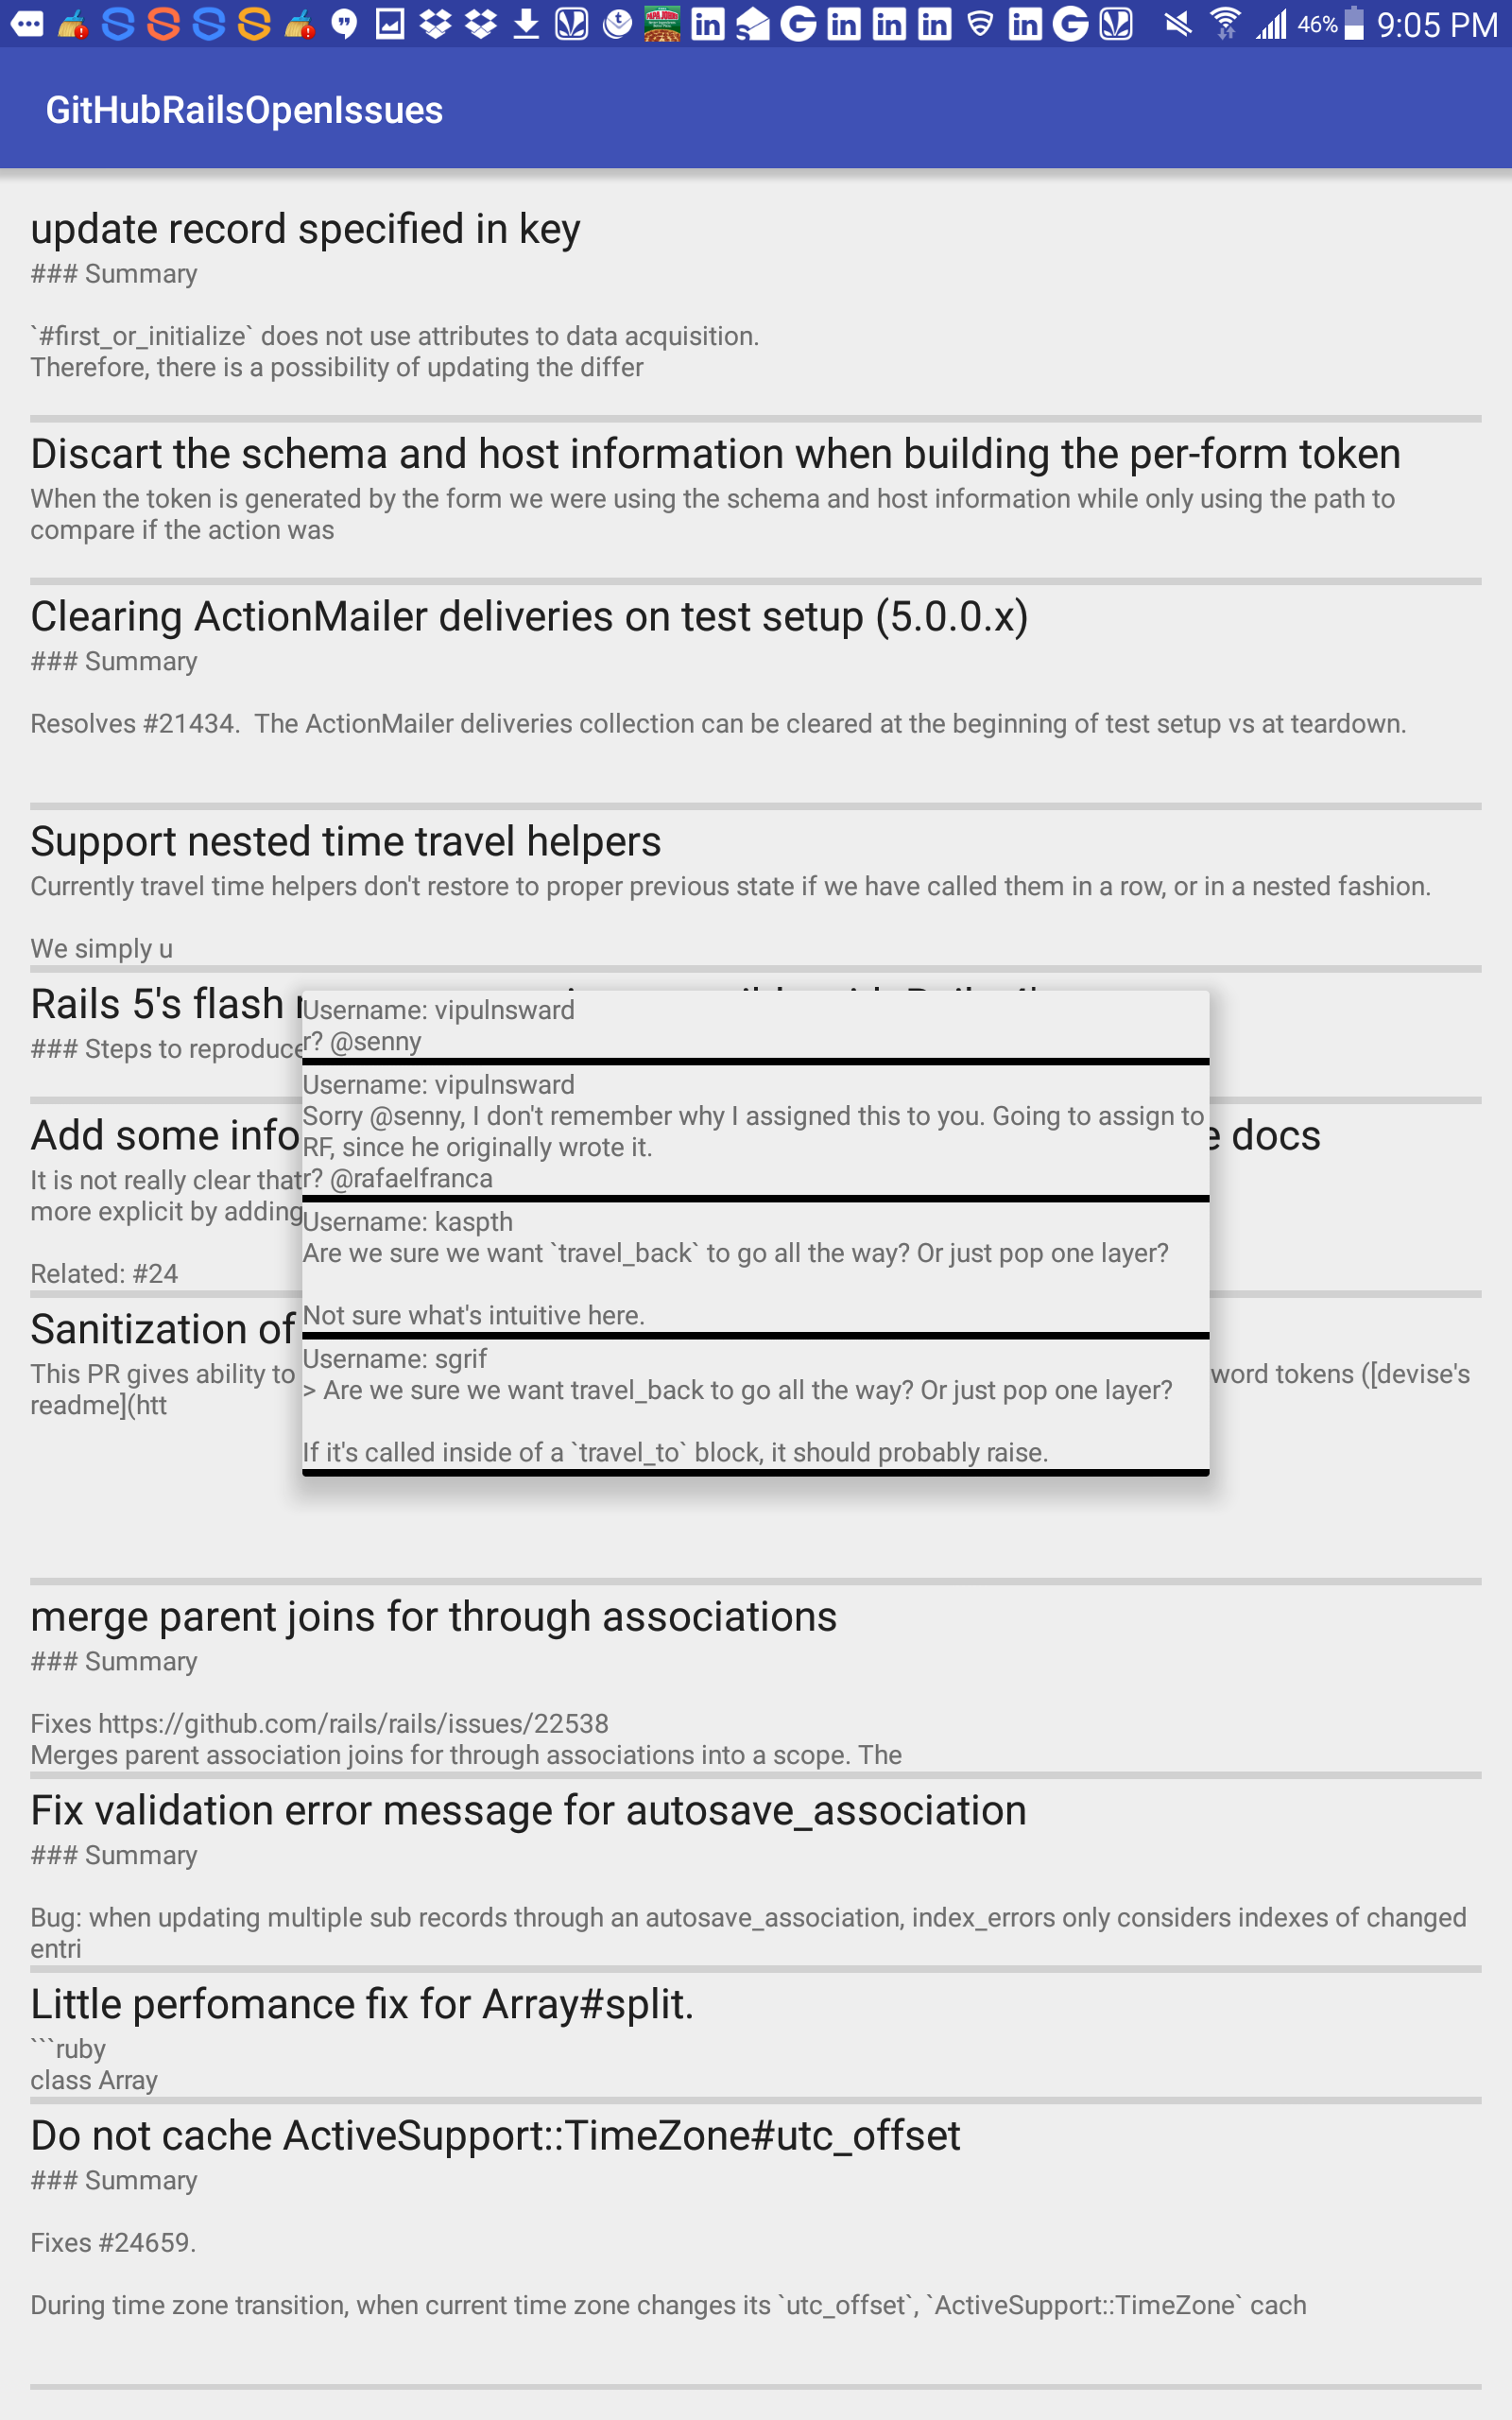 46% 9:05 PM
GitHubRailsOpenIssues
update record specified in key
### Summary
`#first_or_initialize` does not use attributes to data acquisition.
Therefore, there is a possibility of updating the differ
Discart the schema and host information when building the per-form token
When the token is generated by the form we were using the schema and host information while only using the path to
compare if the action was
Clearing ActionMailer deliveries on test setup (5.0.0.x)
### Summary
Resolves #21434.  The ActionMailer deliveries collection can be cleared at the beginning of test setup vs at teardown.
Support nested time travel helpers
Currently travel time helpers don't restore to proper previous state if we have called them in a row, or in a nested fashion.
We simply u
Rails 5's flash
### Steps to reproduce
Add some info
e docs
It is not really clear that
more explicit by adding
Related: #24
Sanitization of
This PR gives ability to
word tokens ([devise's
readme](htt
Username: vipulnsward
r? @senny
Username: vipulnsward
Sorry @senny, I don't remember why I assigned this to you. Going to assign to
RF, since he originally wrote it.
r? @rafaelfranca
Username: kaspth
Are we sure we want `travel_back` to go all the way? Or just pop one layer?
Not sure what's intuitive here.
Username: sgrif
> Are we sure we want travel_back to go all the way? Or just pop one layer?
If it's called inside of a `travel_to` block, it should probably raise.
merge parent joins for through associations
### Summary
Fixes https://github.com/rails/rails/issues/22538
Merges parent association joins for through associations into a scope. The
Fix validation error message for autosave_association
### Summary
Bug: when updating multiple sub records through an autosave_association, index_errors only considers indexes of changed
entri
Little perfomance fix for Array#split.
```ruby
class Array
Do not cache ActiveSupport::TimeZone#utc_offset
### Summary
Fixes #24659.
During time zone transition, when current time zone changes its `utc_offset`, `ActiveSupport::TimeZone` cach